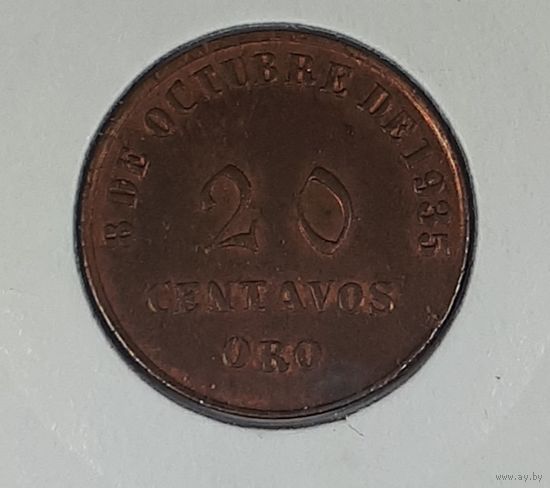 8 DE OCTUBRE DE 1935
20
CENTAVOS
ORO
www.ay.by